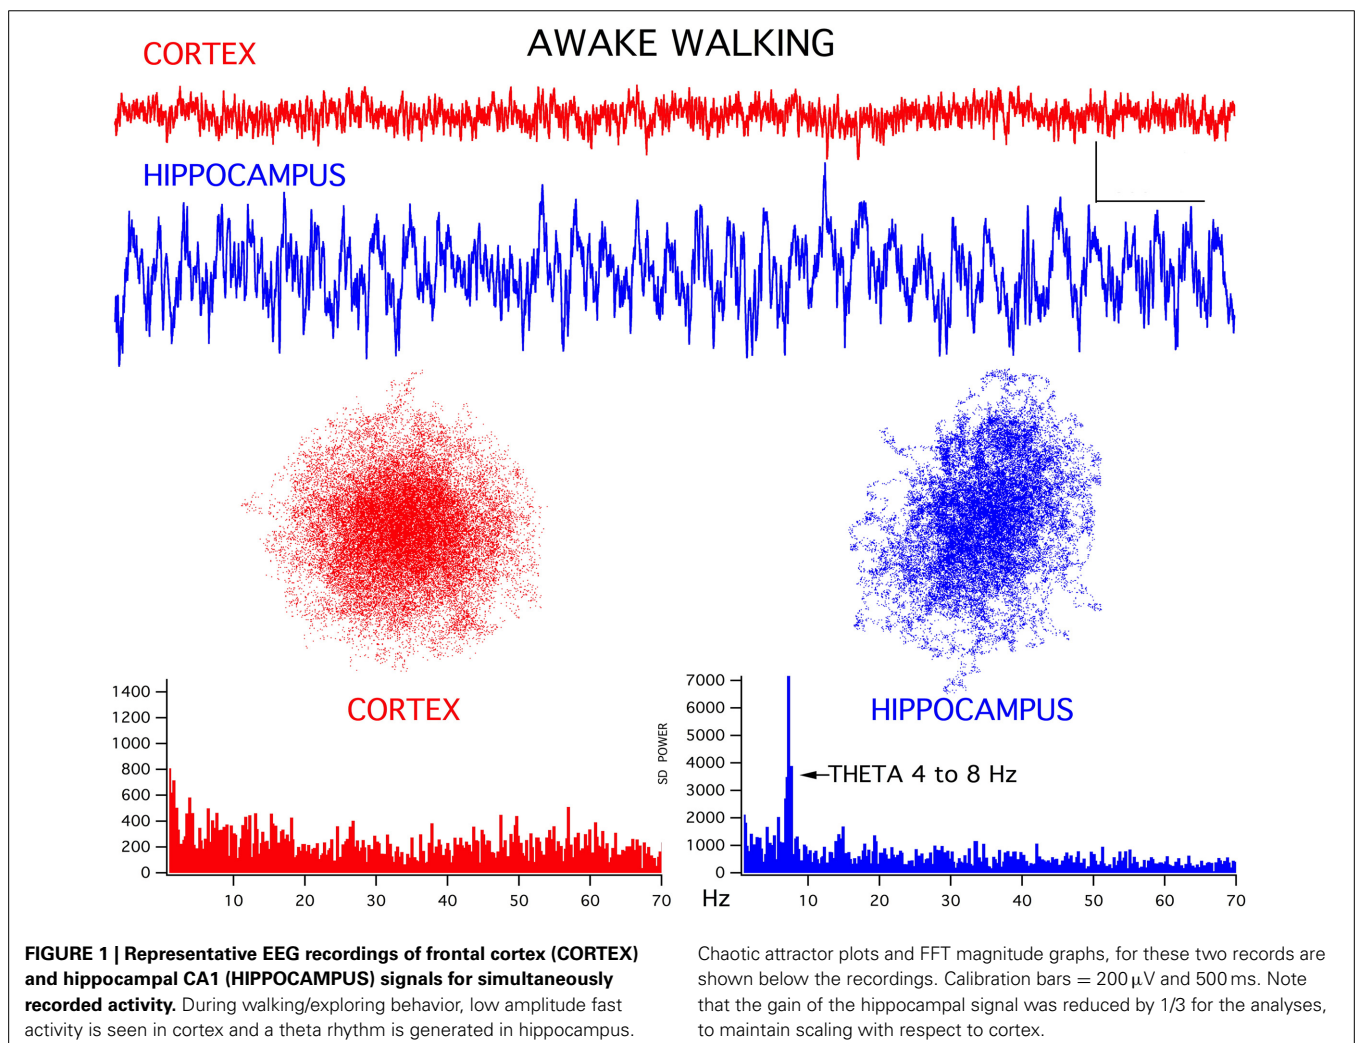 AWAKE WALKING
CORTEX
HIPPOCAMPUS
CORTEX
1400
1200
1000
800
600
400
200
0
10 20 30 40 50 60 70
HIPPOCAMPUS
SD POWER
7000
6000
5000
4000
3000
2000
1000
0
THETA 4 to 8 Hz
Hz 10 20 30 40 50 60 70
FIGURE 1 | Representative EEG recordings of frontal cortex (CORTEX)
and hippocampal CA1 (HIPPOCAMPUS) signals for simultaneously
recorded activity. During walking/exploring behavior, low amplitude fast
activity is seen in cortex and a theta rhythm is generated in hippocampus.
Chaotic attractor plots and FFT magnitude graphs, for these two records are
shown below the recordings. Calibration bars = 200 μV and 500 ms. Note
that the gain of the hippocampal signal was reduced by 1/3 for the analyses,
to maintain scaling with respect to cortex.